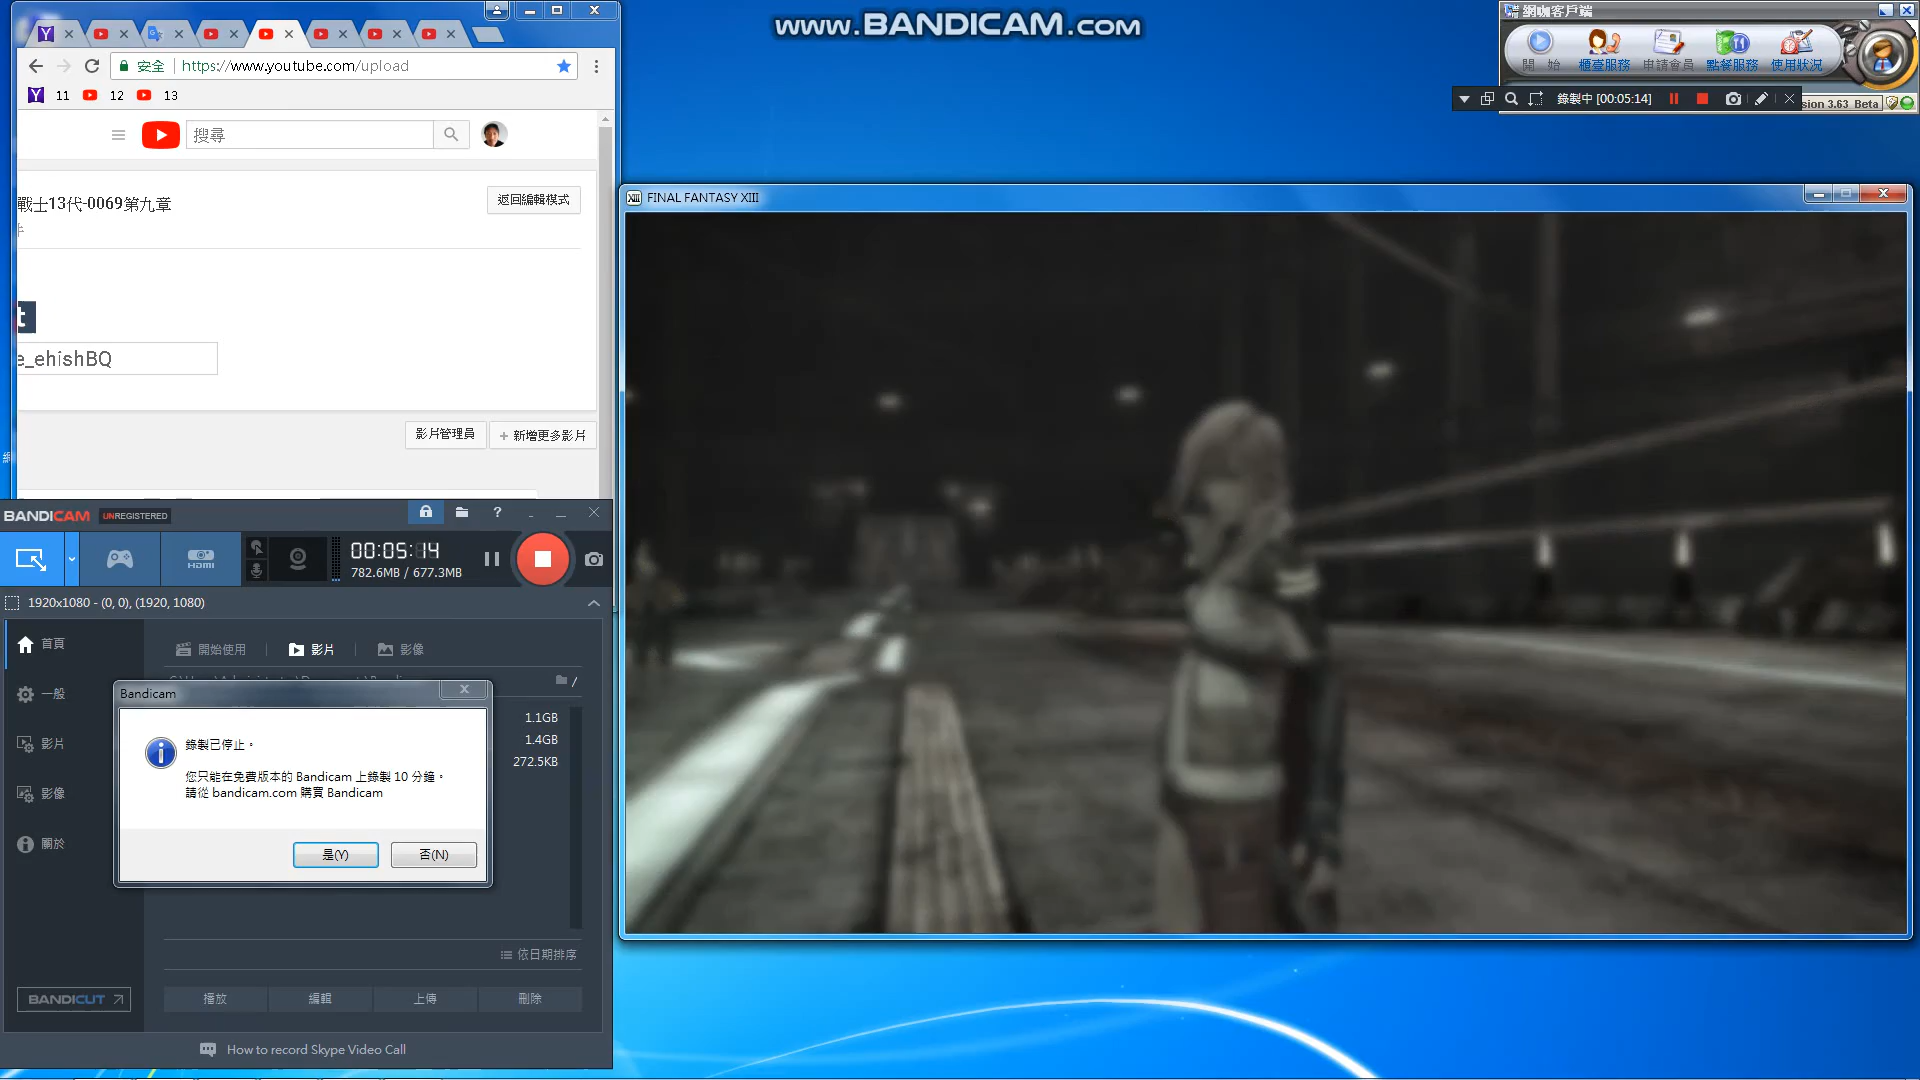 www.BANDICAM.com
安全
https://www.youtube.com/upload
11
12
13
搜尋
戰士13代-0069第九章
返回編輯模式
t
e_ehishBQ
影片管理員
+ 新增更多影片
BANDICAM
UNREGISTERED
?
HDMI
00:05:14
782.6MB / 677.3MB
1920x1080 - (0, 0), (1920, 1080)
首頁
一般
影片
影像
關於
開始使用
影片
影像
/
1.1GB
1.4GB
272.5KB
Bandicam
錄製已停止。
您只能在免費版本的 Bandicam 上錄製 10 分鐘。
請從 bandicam.com 購買 Bandicam
是(Y)
否(N)
依日期排序
BANDICUT
播放
編輯
上傳
刪除
How to record Skype Video Call
XIII
FINAL FANTASY XIII
網咖客戶端
開 始
櫃臺服務
申請會員
點餐服務
使用狀況
錄製中 [00:05:14]
sion 3.63 Beta